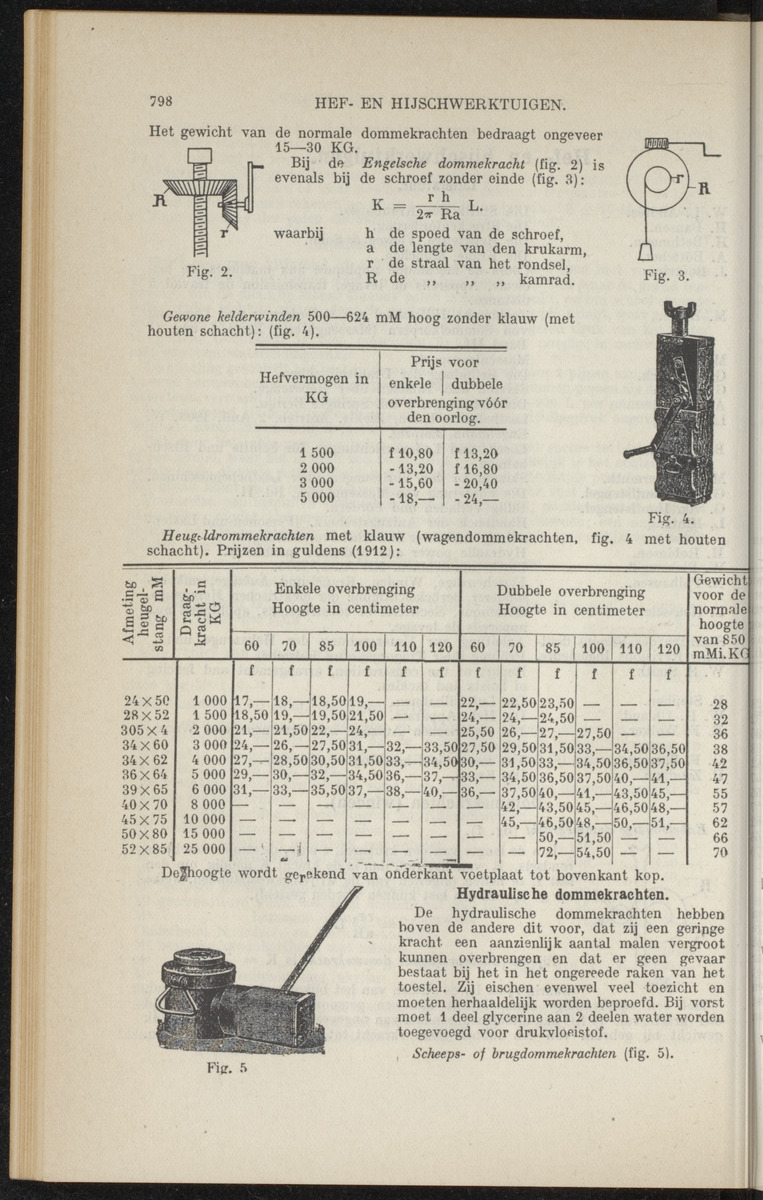 798
HEF- EN HIJSCHWERKTUIGEN.
Het gewicht van de normale dommekrachten bedraagt ongeveer
15—30 KG.
Bij de Engelsche dommekracht (fig. 2) is
evenals bij de schroef zonder einde (fig. 3):
K = r h / 2π Ra L.
waarbij h de spoed van de schroef,
a de lengte van den krukarm,
r de straal van het rondsel,
R de ,, ,, ,, kamrad.
R
r
Fig. 2.
r
R
Fig. 3.
Gewone kelderwinden 500—624 mM hoog zonder klauw (met
houten schacht): (fig. 4).
Hefvermogen in KG | Prijs voor
enkele | dubbele
overbrenging vóór
den oorlog.
1 500 | f 10,80 | f 13,20
2 000 | - 13,20 | f 16,80
3 000 | - 15,60 | - 20,40
5 000 | - 18,— | - 24,—
Fig. 4.
Heugeldrommekrachten met klauw (wagendommekrachten, fig. 4 met houten
schacht). Prijzen in guldens (1912):
Afmeting heugel-stang mM | Draag-kracht in KG | Enkele overbrenging Hoogte in centimeter | Dubbele overbrenging Hoogte in centimeter | Gewicht voor de normale hoogte van 850 mMi.KG
60 | 70 | 85 | 100 | 110 | 120 | 60 | 70 | 85 | 100 | 110 | 120
f | f | f | f | f | f | f | f | f | f | f | f
24×50 | 1 000 | 17,— | 18,— | 18,50 | 19,— | — | — | 22,— | 22,50 | 23,50 | — | — | — | 28
28×52 | 1 500 | 18,50 | 19,— | 19,50 | 21,50 | — | — | 24,— | 24,— | 24,50 | — | — | — | 32
305×4 | 2 000 | 21,— | 21,50 | 22,— | 24,— | — | — | 25,50 | 26,— | 27,— | 27,50 | — | — | 36
34×60 | 3 000 | 24,— | 26,— | 27,50 | 31,— | 32,— | 33,50 | 27,50 | 29,50 | 31,50 | 33,— | 34,50 | 36,50 | 38
34×62 | 4 000 | 27,— | 28,50 | 30,50 | 31,50 | 33,— | 34,50 | 30,— | 31,50 | 33,— | 34,50 | 36,50 | 37,50 | 42
36×64 | 5 000 | 29,— | 30,— | 32,— | 34,50 | 36,— | 37,— | 33,— | 34,50 | 36,50 | 37,50 | 40,— | 41,— | 47
39×65 | 6 000 | 31,— | 33,— | 35,50 | 37,— | 38,— | 40,— | 36,— | 37,50 | 40,— | 41,— | 43,50 | 45,— | 55
40×70 | 8 000 | — | — | — | — | — | — | — | 42,— | 43,50 | 45,— | 46,50 | 48,— | 57
45×75 | 10 000 | — | — | — | — | — | — | — | 45,— | 46,50 | 48,— | 50,— | 51,— | 62
50×80 | 15 000 | — | — | — | — | — | — | — | — | 50,— | 51,50 | — | — | 66
52×85 | 25 000 | — | — | — | — | — | — | — | — | 72,— | 54,50 | — | — | 70
De hoogte wordt gerekend van onderkant voetplaat tot bovenkant kop.
Hydraulische dommekrachten.
De hydraulische dommekrachten hebben
boven de andere dit voor, dat zij een geringe
kracht een aanzienlijk aantal malen vergroot
kunnen overbrengen en dat er geen gevaar
bestaat bij het in het ongereede raken van het
toestel. Zij eischen evenwel veel toezicht en
moeten herhaaldelijk worden beproefd. Bij vorst
moet 1 deel glycerine aan 2 deelen water worden
toegevoegd voor drukvloeistof.
Scheeps- of brugdommekrachten (fig. 5).
Fig. 5